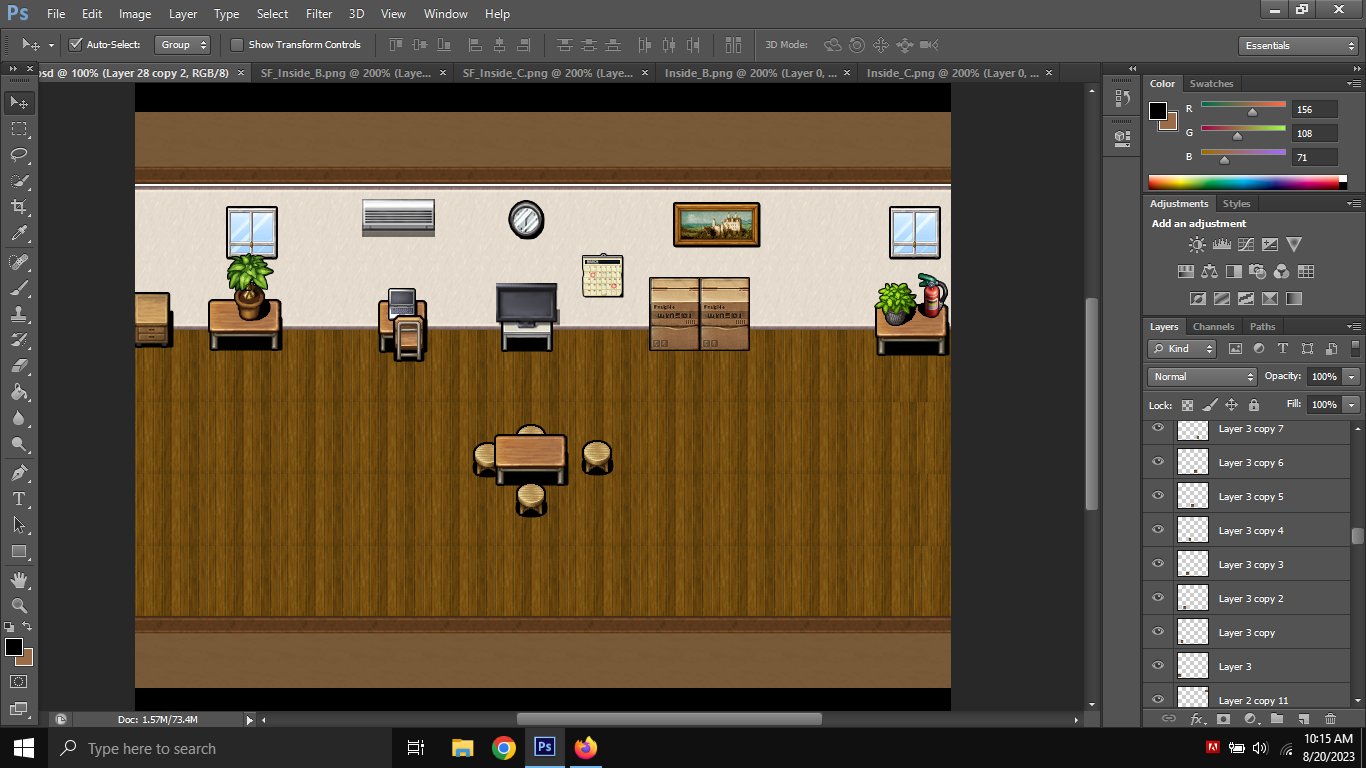 Ps File Edit Image Layer Type Select Filter 3D View Window Help
Auto-Select: Group Show Transform Controls 3D Mode: Essentials
osd @ 100% (Layer 28 copy 2, RGB/8) × SF_Inside_B.png @ 200% (Laye... × SF_Inside_C.png @ 200% (Laye... × Inside_B.png @ 200% (Layer 0, ... × Inside_C.png @ 200% (Layer 0, ... ×
Color Swatches
R 156
G 108
B 71
Adjustments Styles
Add an adjustment
Layers Channels Paths
Kind
Normal Opacity: 100%
Lock: Fill: 100%
Layer 3 copy 7
Layer 3 copy 6
Layer 3 copy 5
Layer 3 copy 4
Layer 3 copy 3
Layer 3 copy 2
Layer 3 copy
Layer 3
Layer 2 copy 11
Doc: 1.57M/73.4M
Type here to search
Ps
10:15 AM
8/20/2023